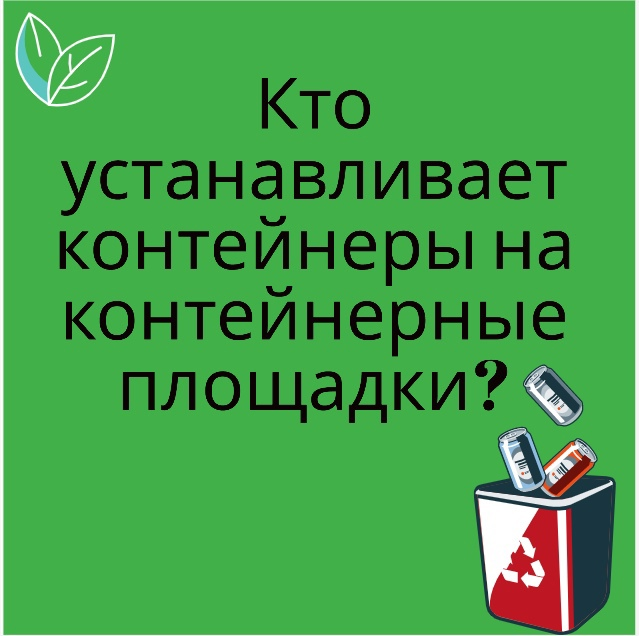 Кто
устанавливает
контейнеры на
контейнерные
площадки?